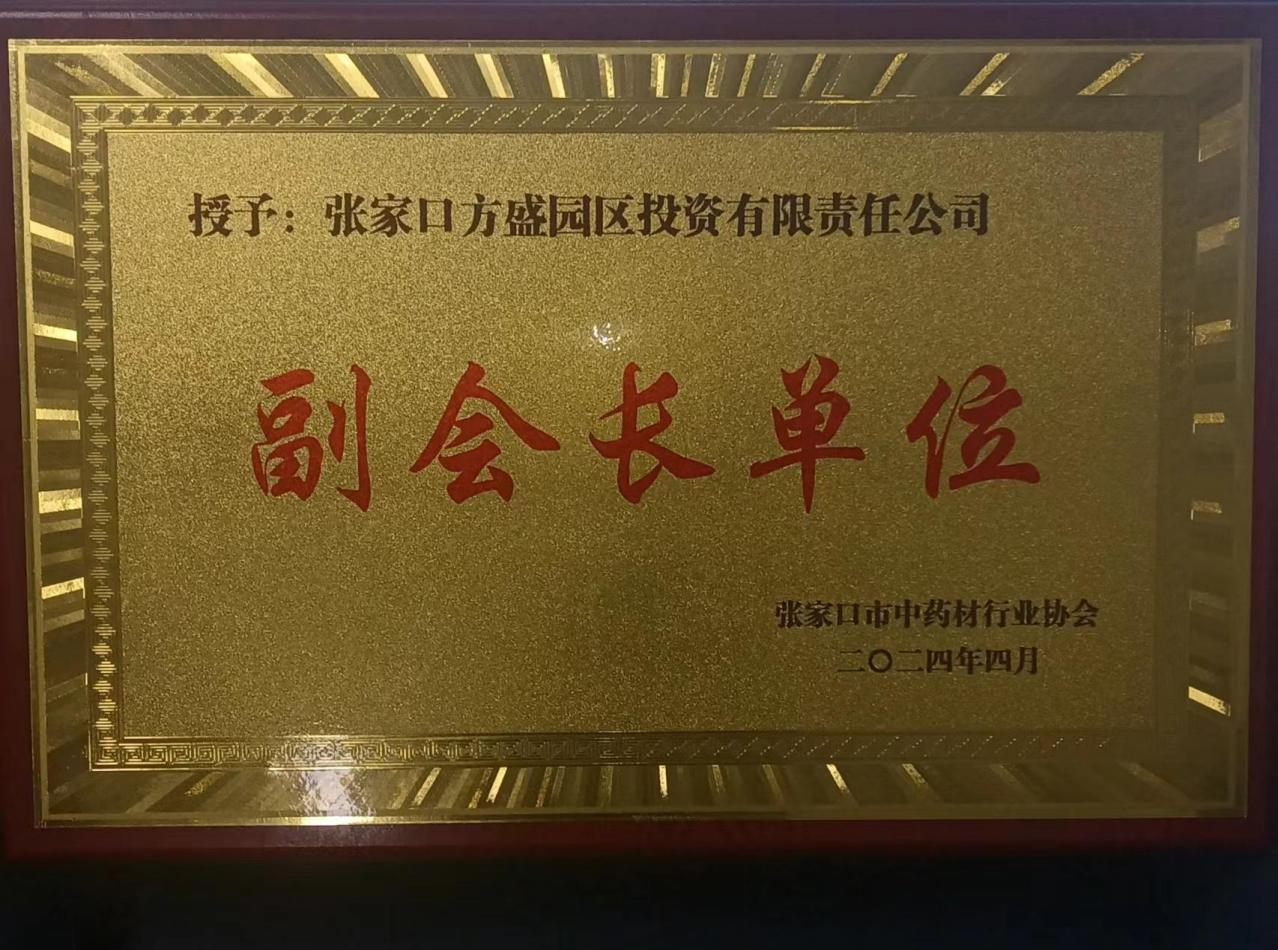 授予：张家口方盛园区投资有限责任公司
副会长单位
张家口市中药材行业协会
二〇二四年四月